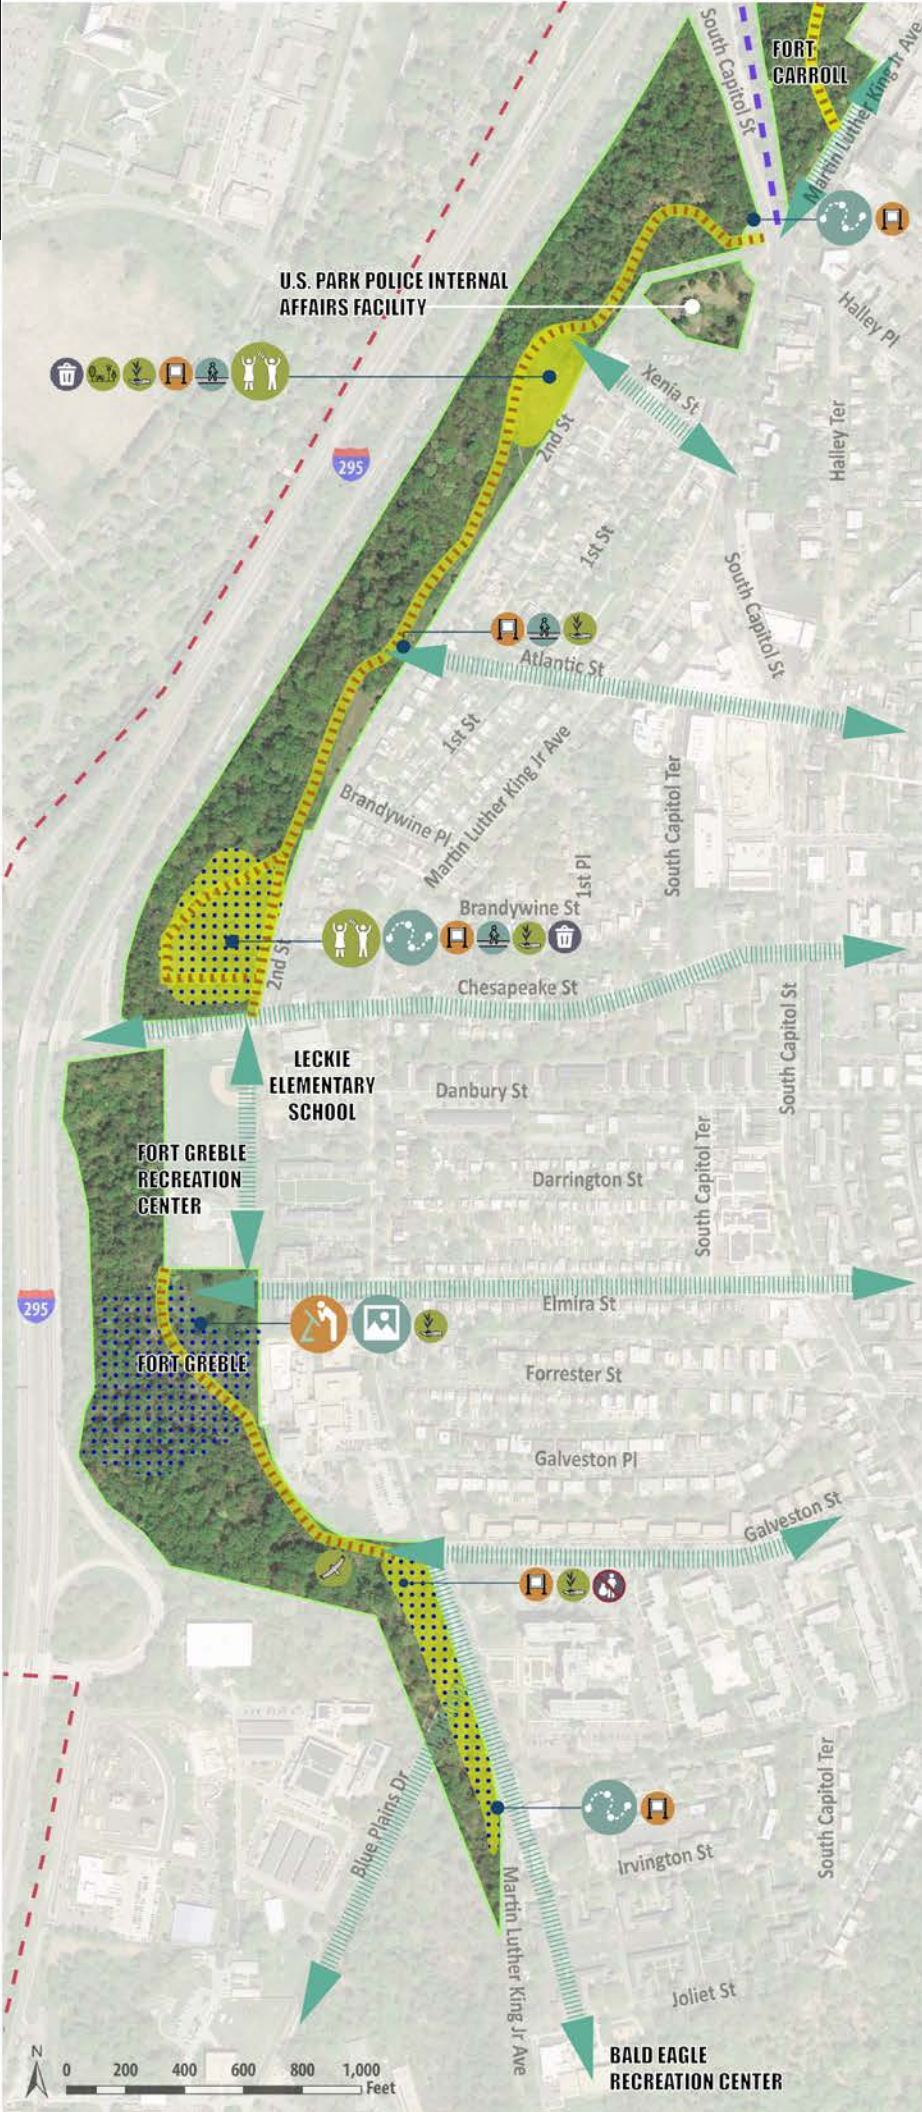 South Capitol St
FORT
CARROLL
Martin Luther King Jr Ave
U.S. PARK POLICE INTERNAL
AFFAIRS FACILITY
Halley Pl
Xenia St
Halley Ter
2nd St
295
1st St
South Capitol St
Atlantic St
1st St
Martin Luther King Jr Ave
Brandywine Pl
South Capitol Ter
1st Pl
Brandywine St
2nd St
Chesapeake St
South Capitol St
LECKIE
ELEMENTARY
SCHOOL
Danbury St
FORT GREBLE
RECREATION
CENTER
Darrington St
South Capitol Ter
295
Elmira St
FORT GREBLE
Forrester St
Galveston Pl
Galveston St
Blue Plains Dr
South Capitol Ter
Irvington St
Martin Luther King Jr Ave
Joliet St
BALD EAGLE
RECREATION CENTER
N
0 200 400 600 800 1,000
Feet